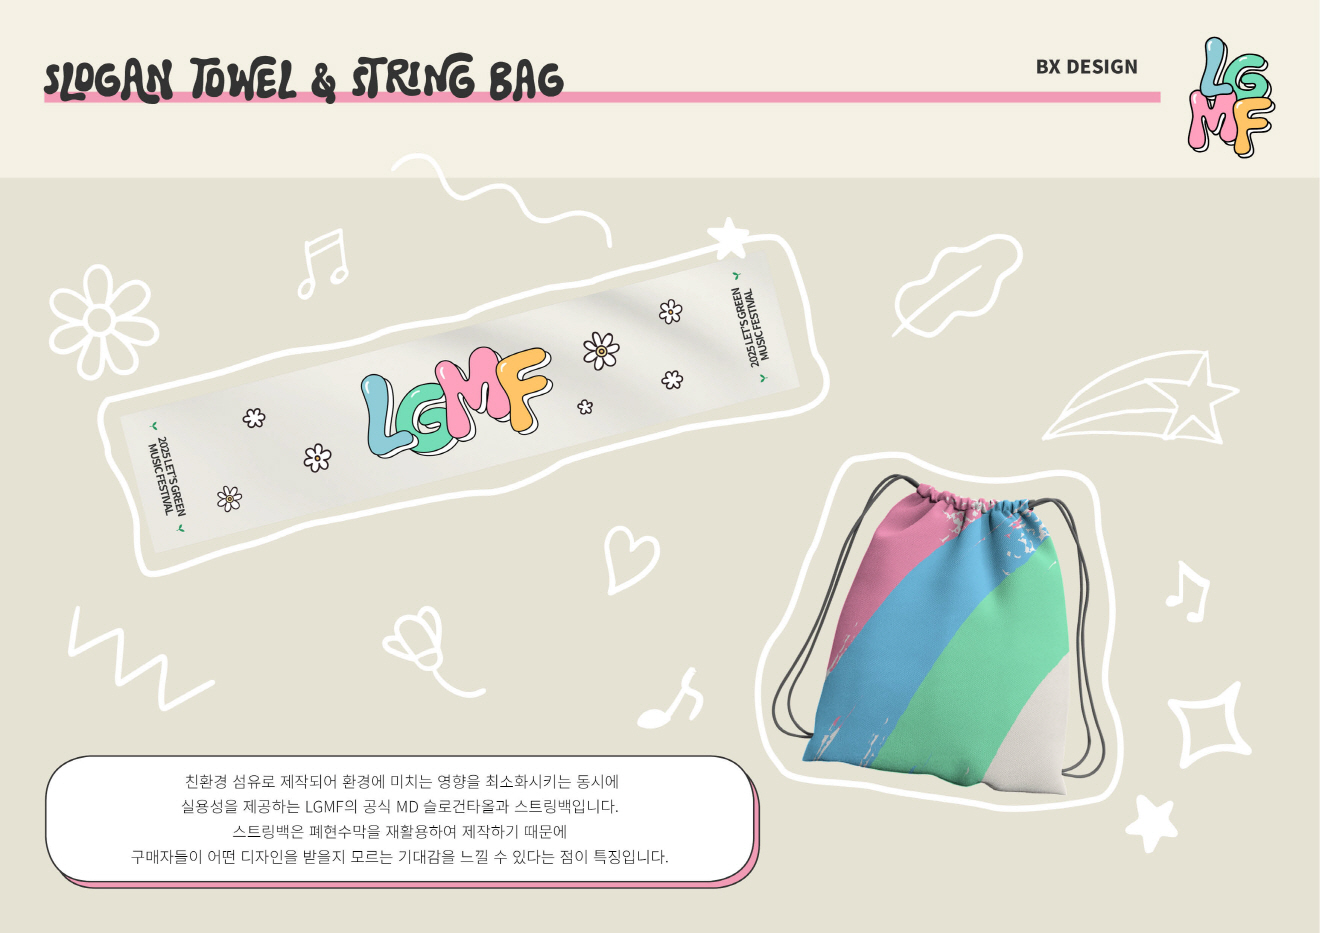 SLOGAN TOWEL & STRING BAG
BX DESIGN
LG
MF
2025 LET'S GREEN
MUSIC FESTIVAL
LGMF
2025 LET'S GREEN
MUSIC FESTIVAL
친환경 섬유로 제작되어 환경에 미치는 영향을 최소화시키는 동시에
실용성을 제공하는 LGMF의 공식 MD 슬로건타올과 스트링백입니다.
스트링백은 폐현수막을 재활용하여 제작하기 때문에
구매자들이 어떤 디자인을 받을지 모르는 기대감을 느낄 수 있다는 점이 특징입니다.